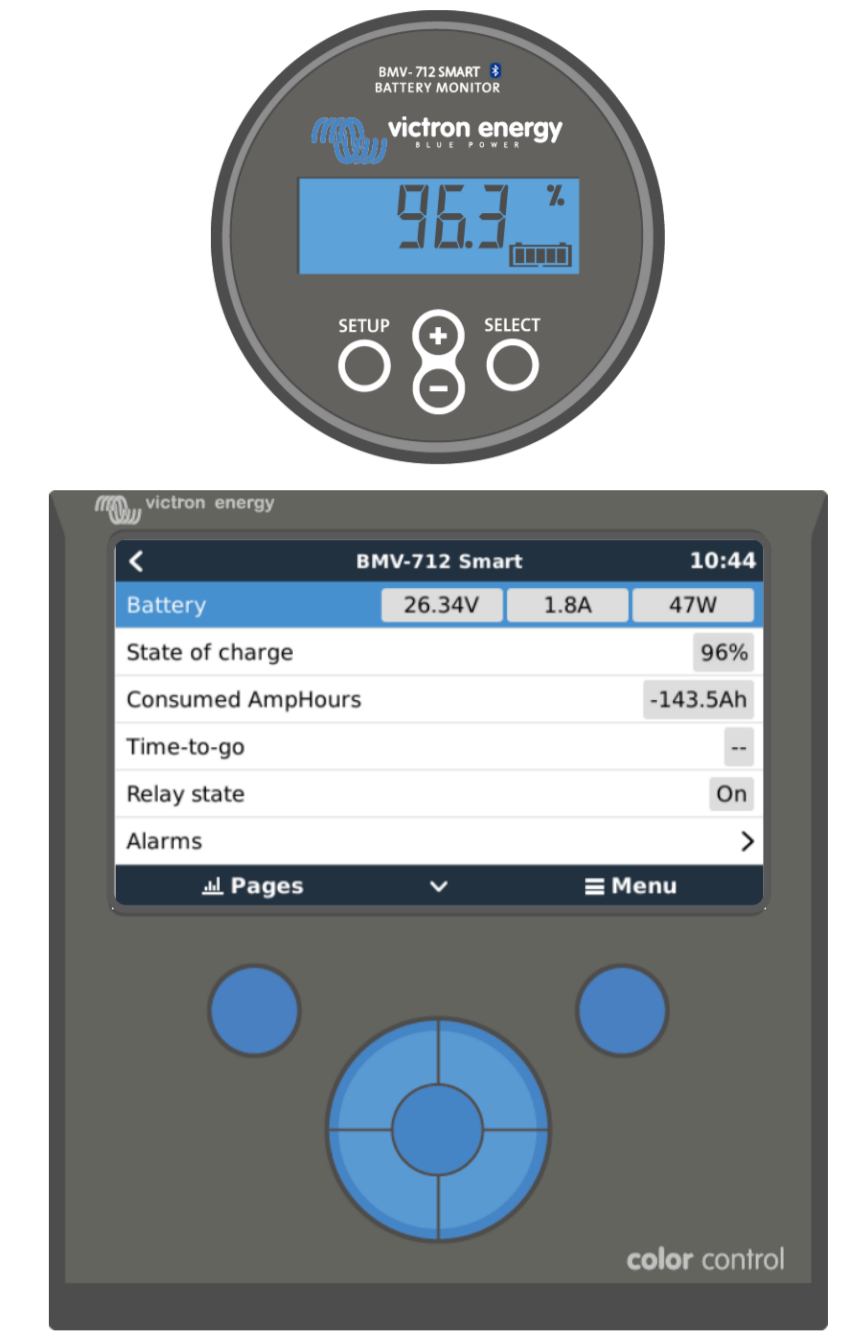 BMV-712 SMART
BATTERY MONITOR
victron energy
BLUE POWER
96.3 %
SETUP + SELECT
−
victron energy
BMV-712 Smart 10:44
Battery 26.34V 1.8A 47W
State of charge 96%
Consumed AmpHours -143.5Ah
Time-to-go --
Relay state On
Alarms
Pages Menu
color control